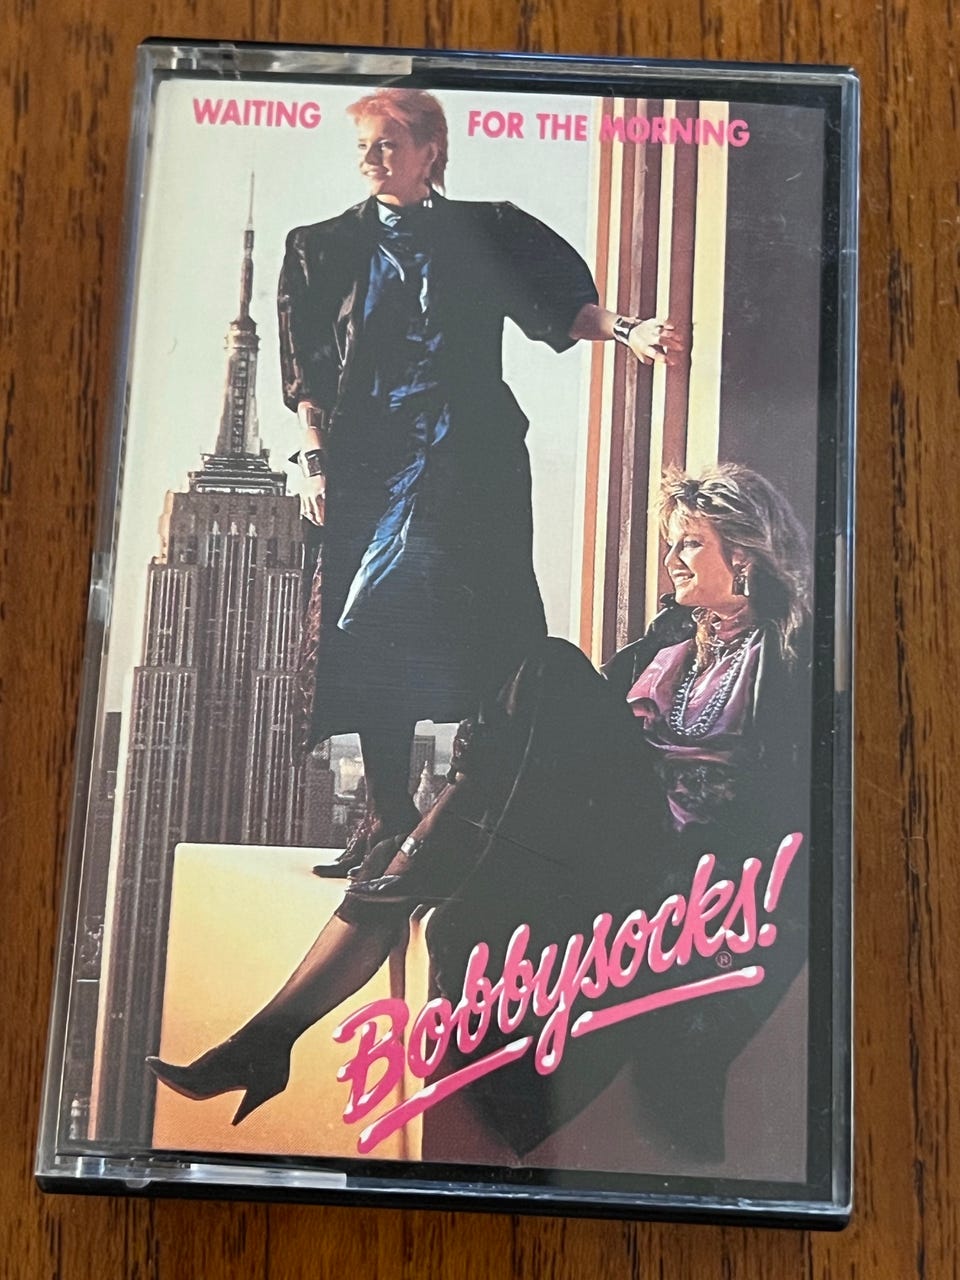 WAITING FOR THE MORNING
Bobbysocks!
®